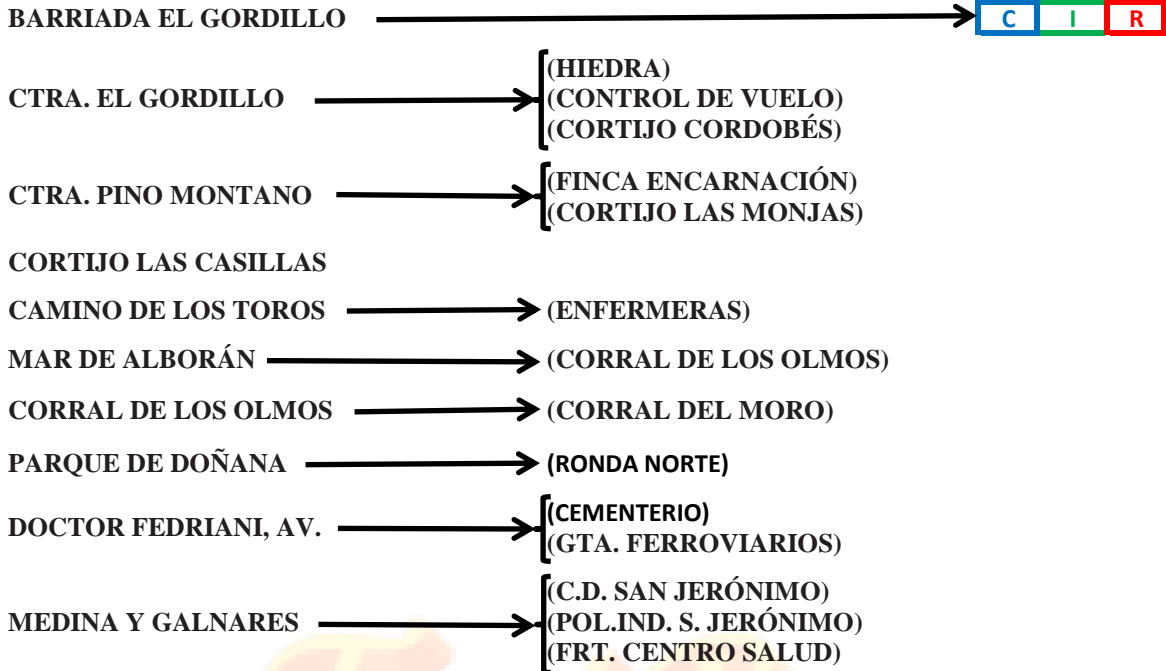 BARRIADA EL GORDILLO C I R
CTRA. EL GORDILLO
(HIEDRA)
(CONTROL DE VUELO)
(CORTIJO CORDOBÉS)
CTRA. PINO MONTANO
(FINCA ENCARNACIÓN)
(CORTIJO LAS MONJAS)
CORTIJO LAS CASILLAS
CAMINO DE LOS TOROS (ENFERMERAS)
MAR DE ALBORÁN (CORRAL DE LOS OLMOS)
CORRAL DE LOS OLMOS (CORRAL DEL MORO)
PARQUE DE DOÑANA (RONDA NORTE)
DOCTOR FEDRIANI, AV.
(CEMENTERIO)
(GTA. FERROVIARIOS)
MEDINA Y GALNARES
(C.D. SAN JERÓNIMO)
(POL.IND. S. JERÓNIMO)
(FRT. CENTRO SALUD)